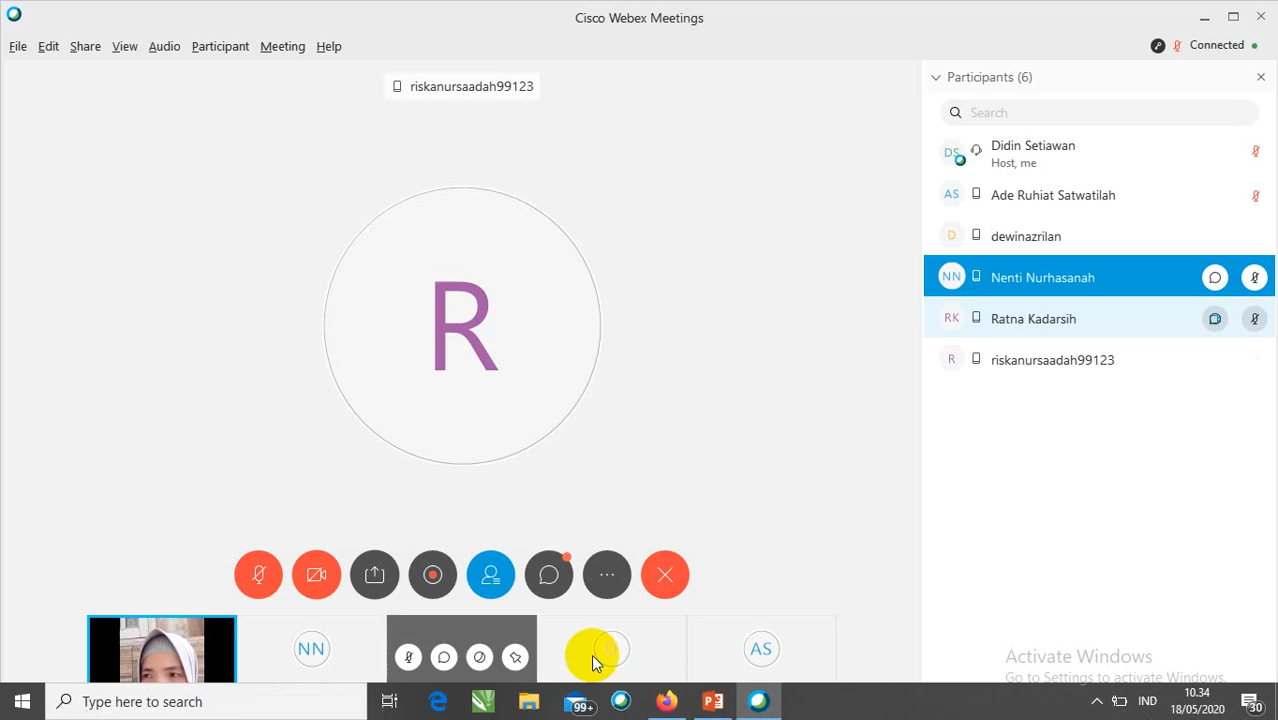 Cisco Webex Meetings
File Edit Share View Audio Participant Meeting Help
Connected
riskanursaadah99123
R
Participants (6)
Search
DS Didin Setiawan
Host, me
AS Ade Ruhiat Satwatilah
D dewinazrilan
NN Nenti Nurhasanah
RK Ratna Kadarsih
R riskanursaadah99123
NN
AS
Activate Windows
Go to Settings to activate Windows.
Type here to search
99+
IND
10.34
18/05/2020
30